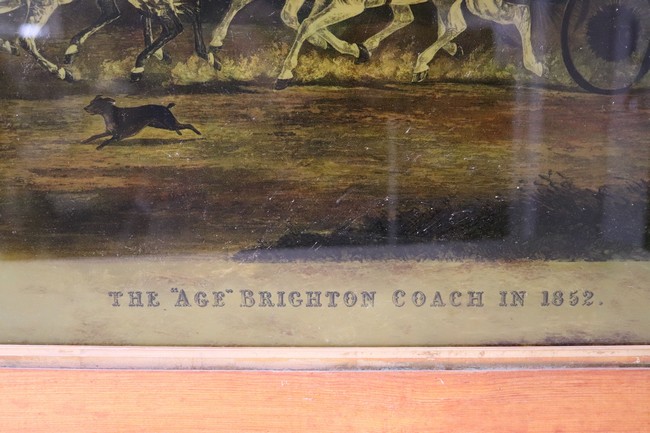 THE "AGE" BRIGHTON COACH IN 1852.